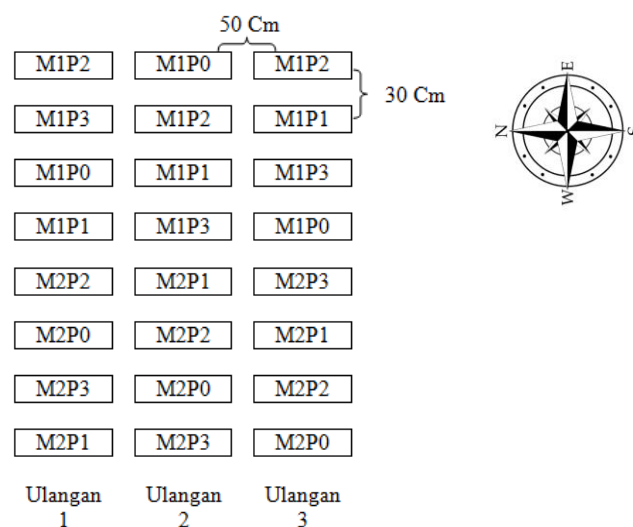 50 Cm
M1P2 M1P0 M1P2
30 Cm
M1P3 M1P2 M1P1
M1P0 M1P1 M1P3
M1P1 M1P3 M1P0
M2P2 M2P1 M2P3
M2P0 M2P2 M2P1
M2P3 M2P0 M2P2
M2P1 M2P3 M2P0
Ulangan Ulangan Ulangan
1 2 3
E
N S
W